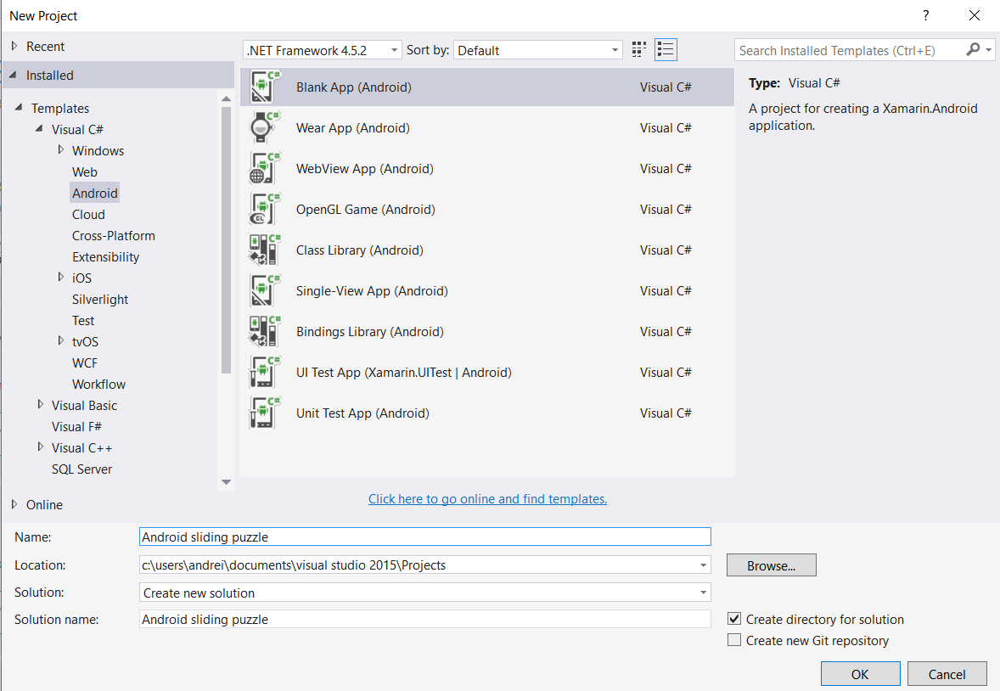 New Project
?
Recent
.NET Framework 4.5.2
Sort by:
Default
Search Installed Templates (Ctrl+E)
Installed
Templates
Visual C#
Windows
Web
Android
Cloud
Cross-Platform
Extensibility
iOS
Silverlight
Test
tvOS
WCF
Workflow
Visual Basic
Visual F#
Visual C++
SQL Server
Online
Blank App (Android) Visual C#
Wear App (Android) Visual C#
WebView App (Android) Visual C#
OpenGL Game (Android) Visual C#
Class Library (Android) Visual C#
Single-View App (Android) Visual C#
Bindings Library (Android) Visual C#
UI Test App (Xamarin.UITest | Android) Visual C#
Unit Test App (Android) Visual C#
Click here to go online and find templates.
Type: Visual C#
A project for creating a Xamarin.Android
application.
Name: Android sliding puzzle
Location: c:\users\andrei\documents\visual studio 2015\Projects
Browse...
Solution: Create new solution
Solution name: Android sliding puzzle
Create directory for solution
Create new Git repository
OK
Cancel